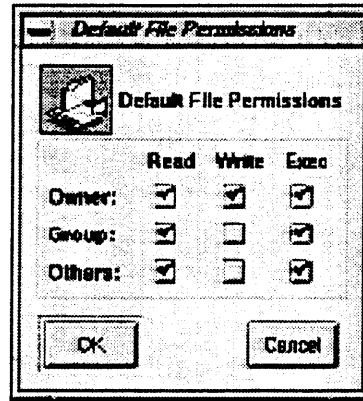 Default File Permissions
Default File Permissions
Read Write Exec
Owner:
Group:
Others:
OK Cancel